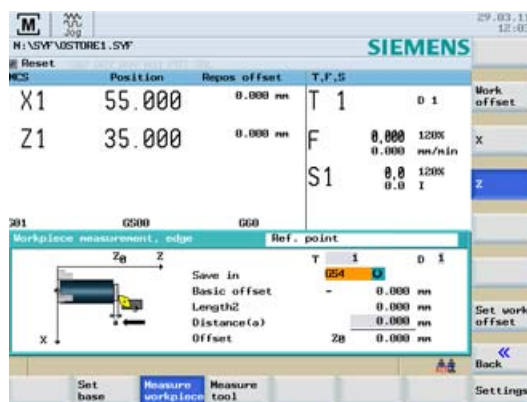 M
Jog
29.03.1
12:0
N:\SYF\OSTORE1.SYF
SIEMENS
Reset
MCS Position Repos offset T,F,S
X1 55.000 0.000 mm T 1 D 1
Z1 35.000 0.000 mm F 0,000 120%
0.000 mm/min
S1 0,0 120%
0.0 I
G01 G500 G60
Workpiece measurement, edge Ref. point
Z0 Z
T 1 D 1
Save in G54
Basic offset - 0.000 mm
Length2 0.000 mm
Distance(a) 0.000 mm
Offset Z0 0.000 mm
X
a
Work
offset
X
Z
Set work
offset
«
Back
Set
base
Measure
workpiece
Measure
tool
Settings